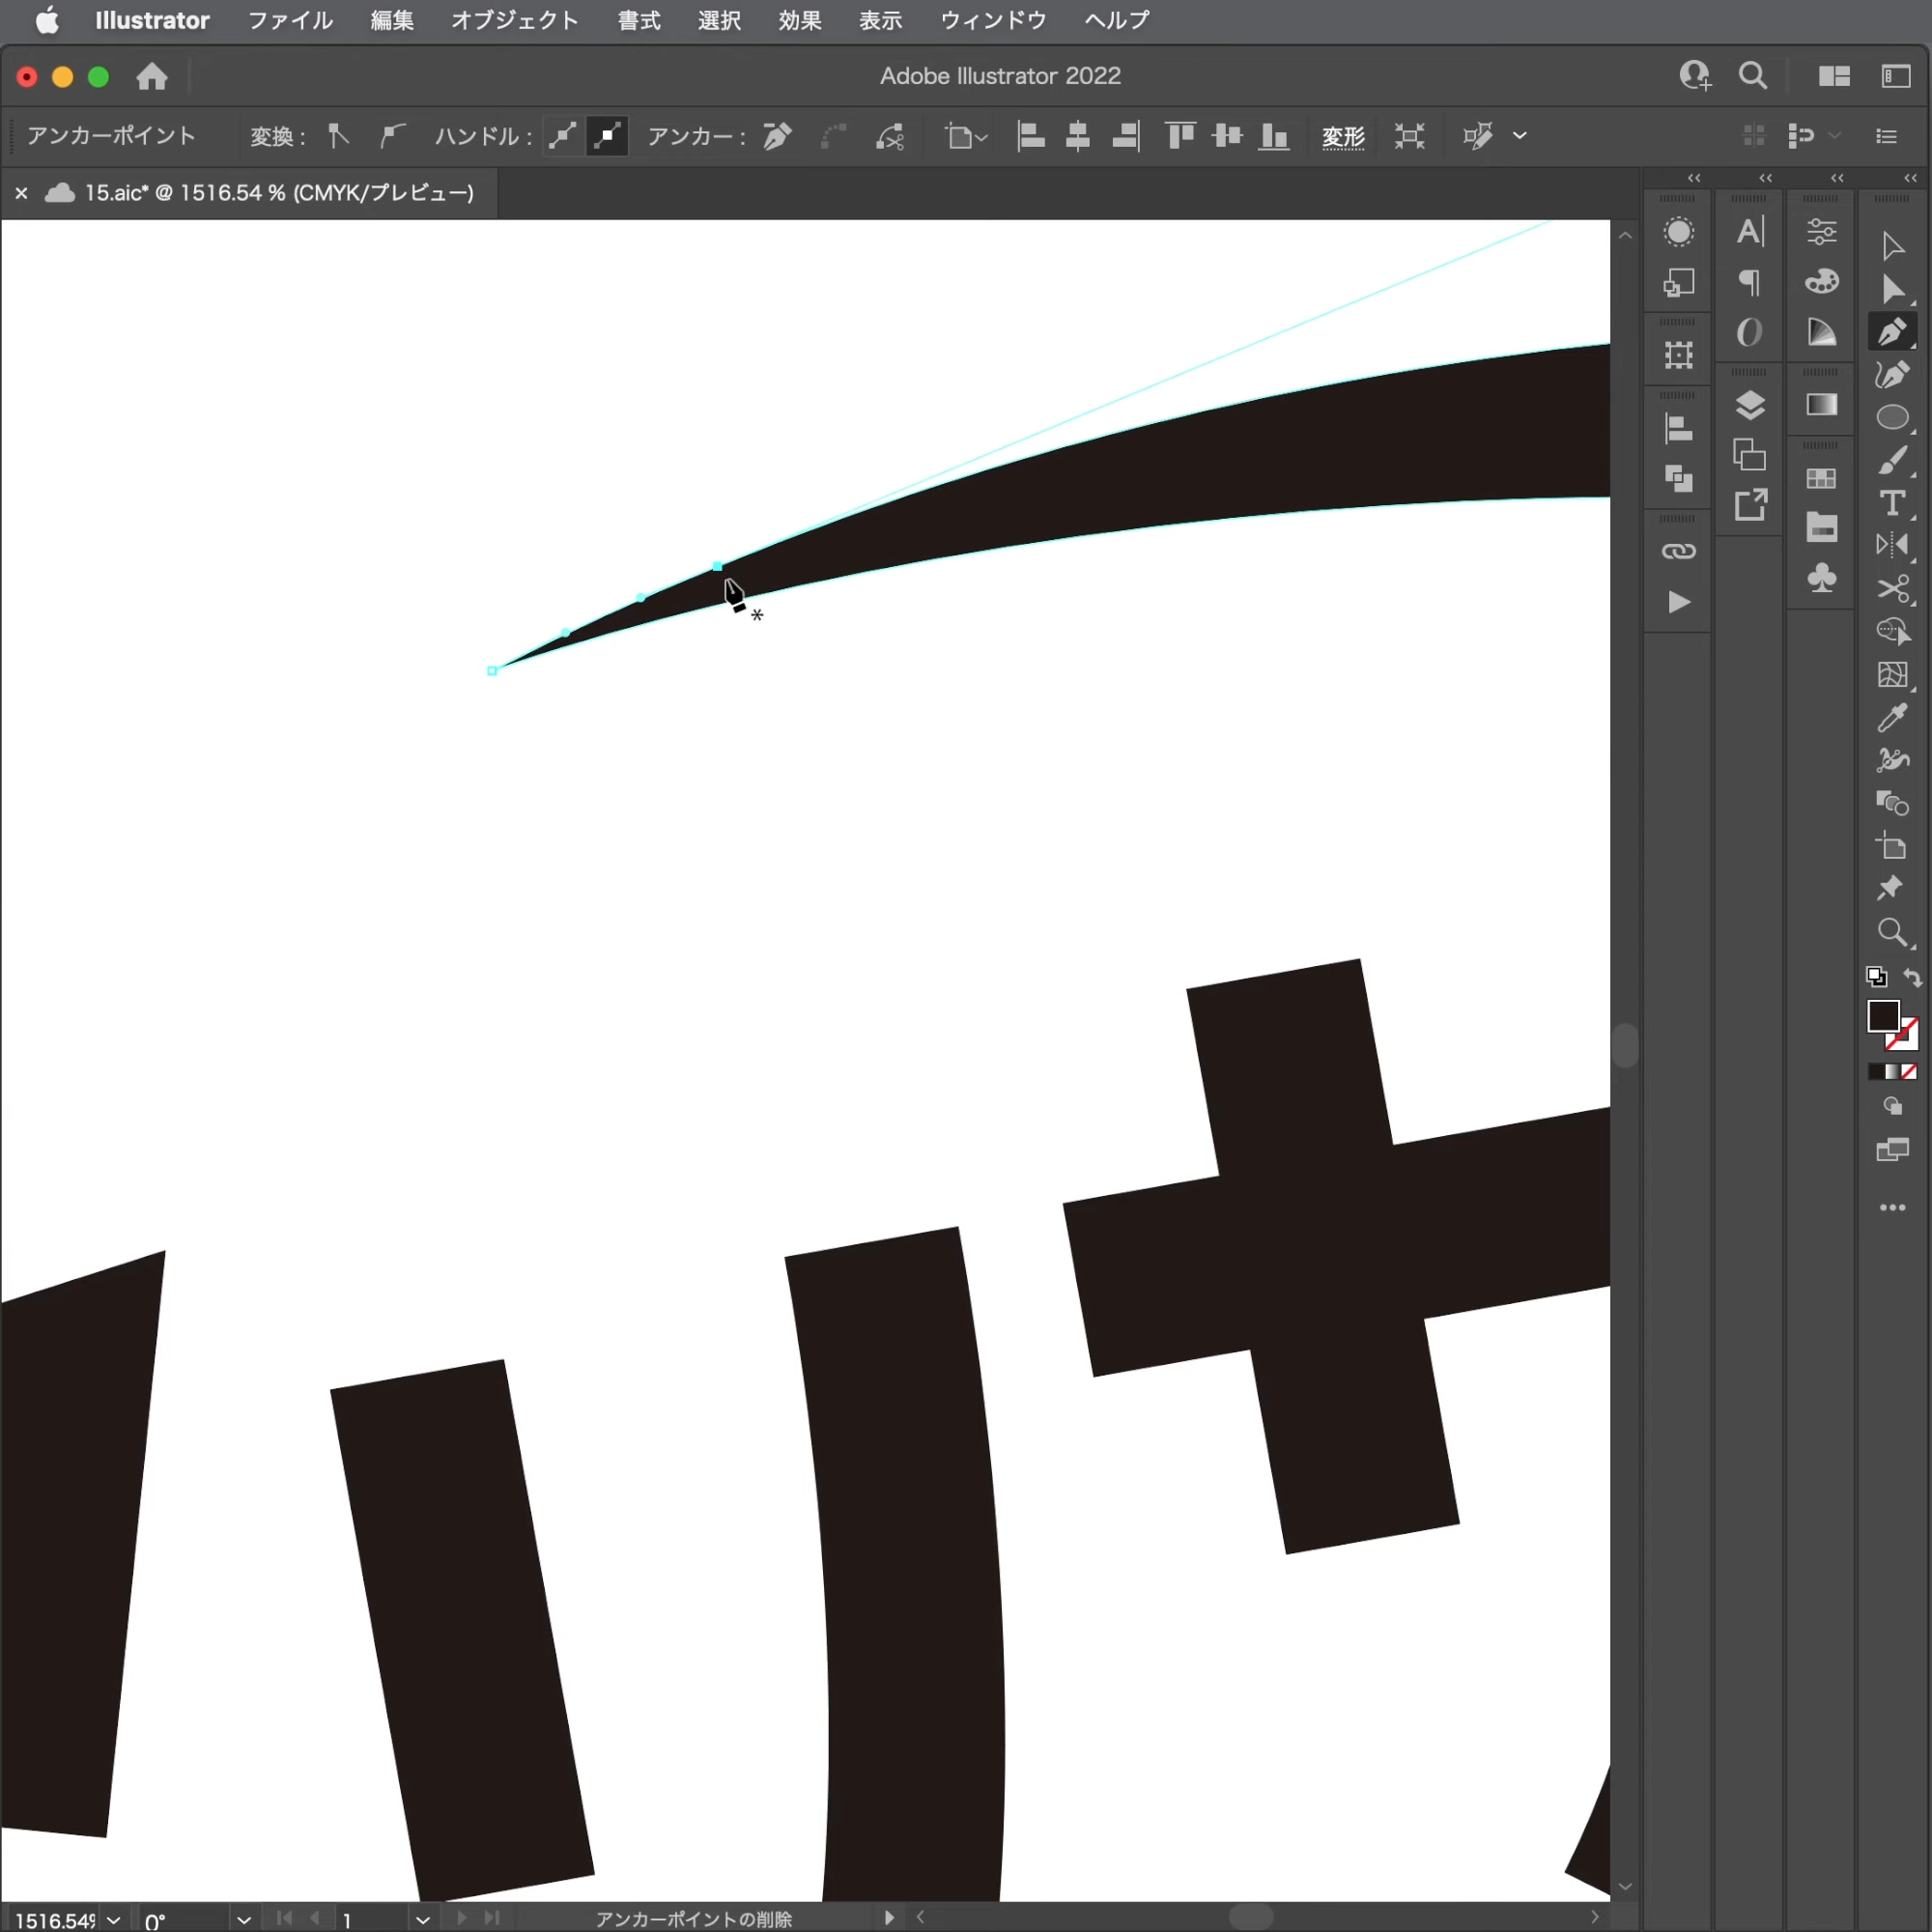 Illustrator ファイル 編集 オブジェクト 書式 選択 効果 表示 ウィンドウ ヘルプ
Adobe Illustrator 2022
アンカーポイント 変換： ハンドル： アンカー： 変形
× 15.aic* @ 1516.54 % (CMYK/プレビュー)
1516.54% 0° 1 アンカーポイントの削除